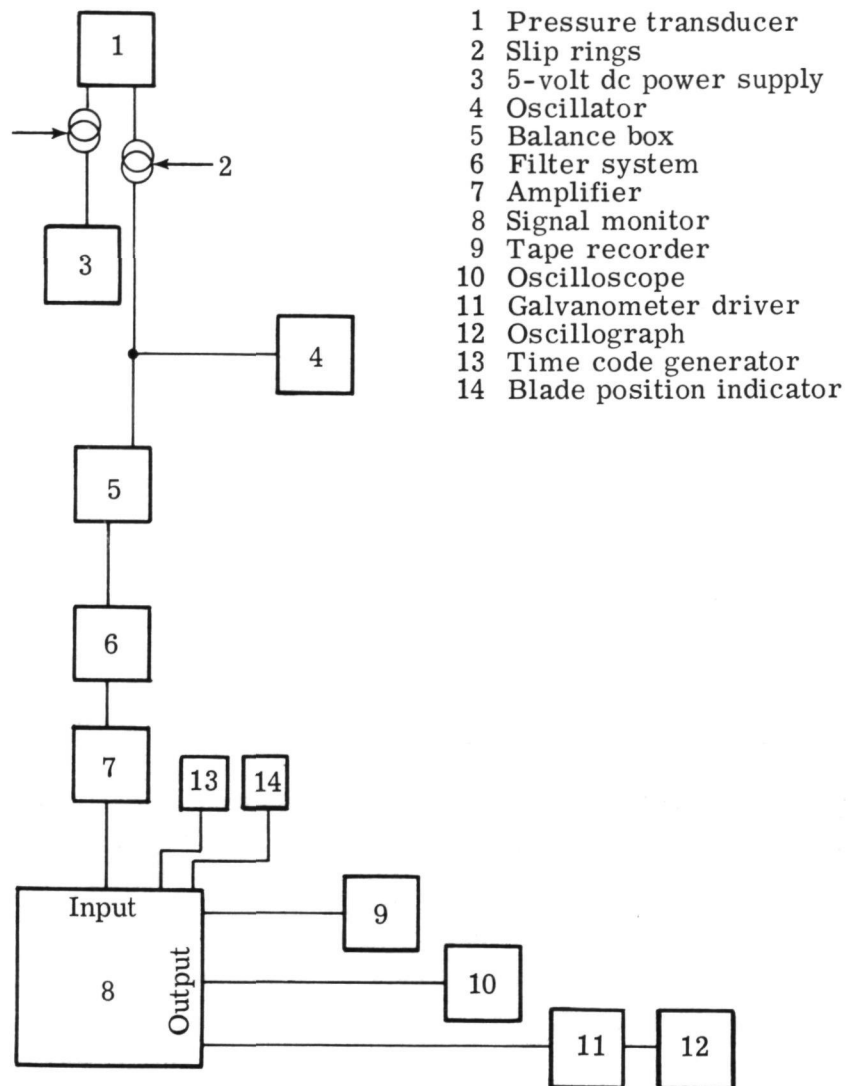 1 Pressure transducer
2 Slip rings
3 5-volt dc power supply
4 Oscillator
5 Balance box
6 Filter system
7 Amplifier
8 Signal monitor
9 Tape recorder
10 Oscilloscope
11 Galvanometer driver
12 Oscillograph
13 Time code generator
14 Blade position indicator
1
2
3
4
5
6
7
13
14
Input
Output
8
9
10
11
12